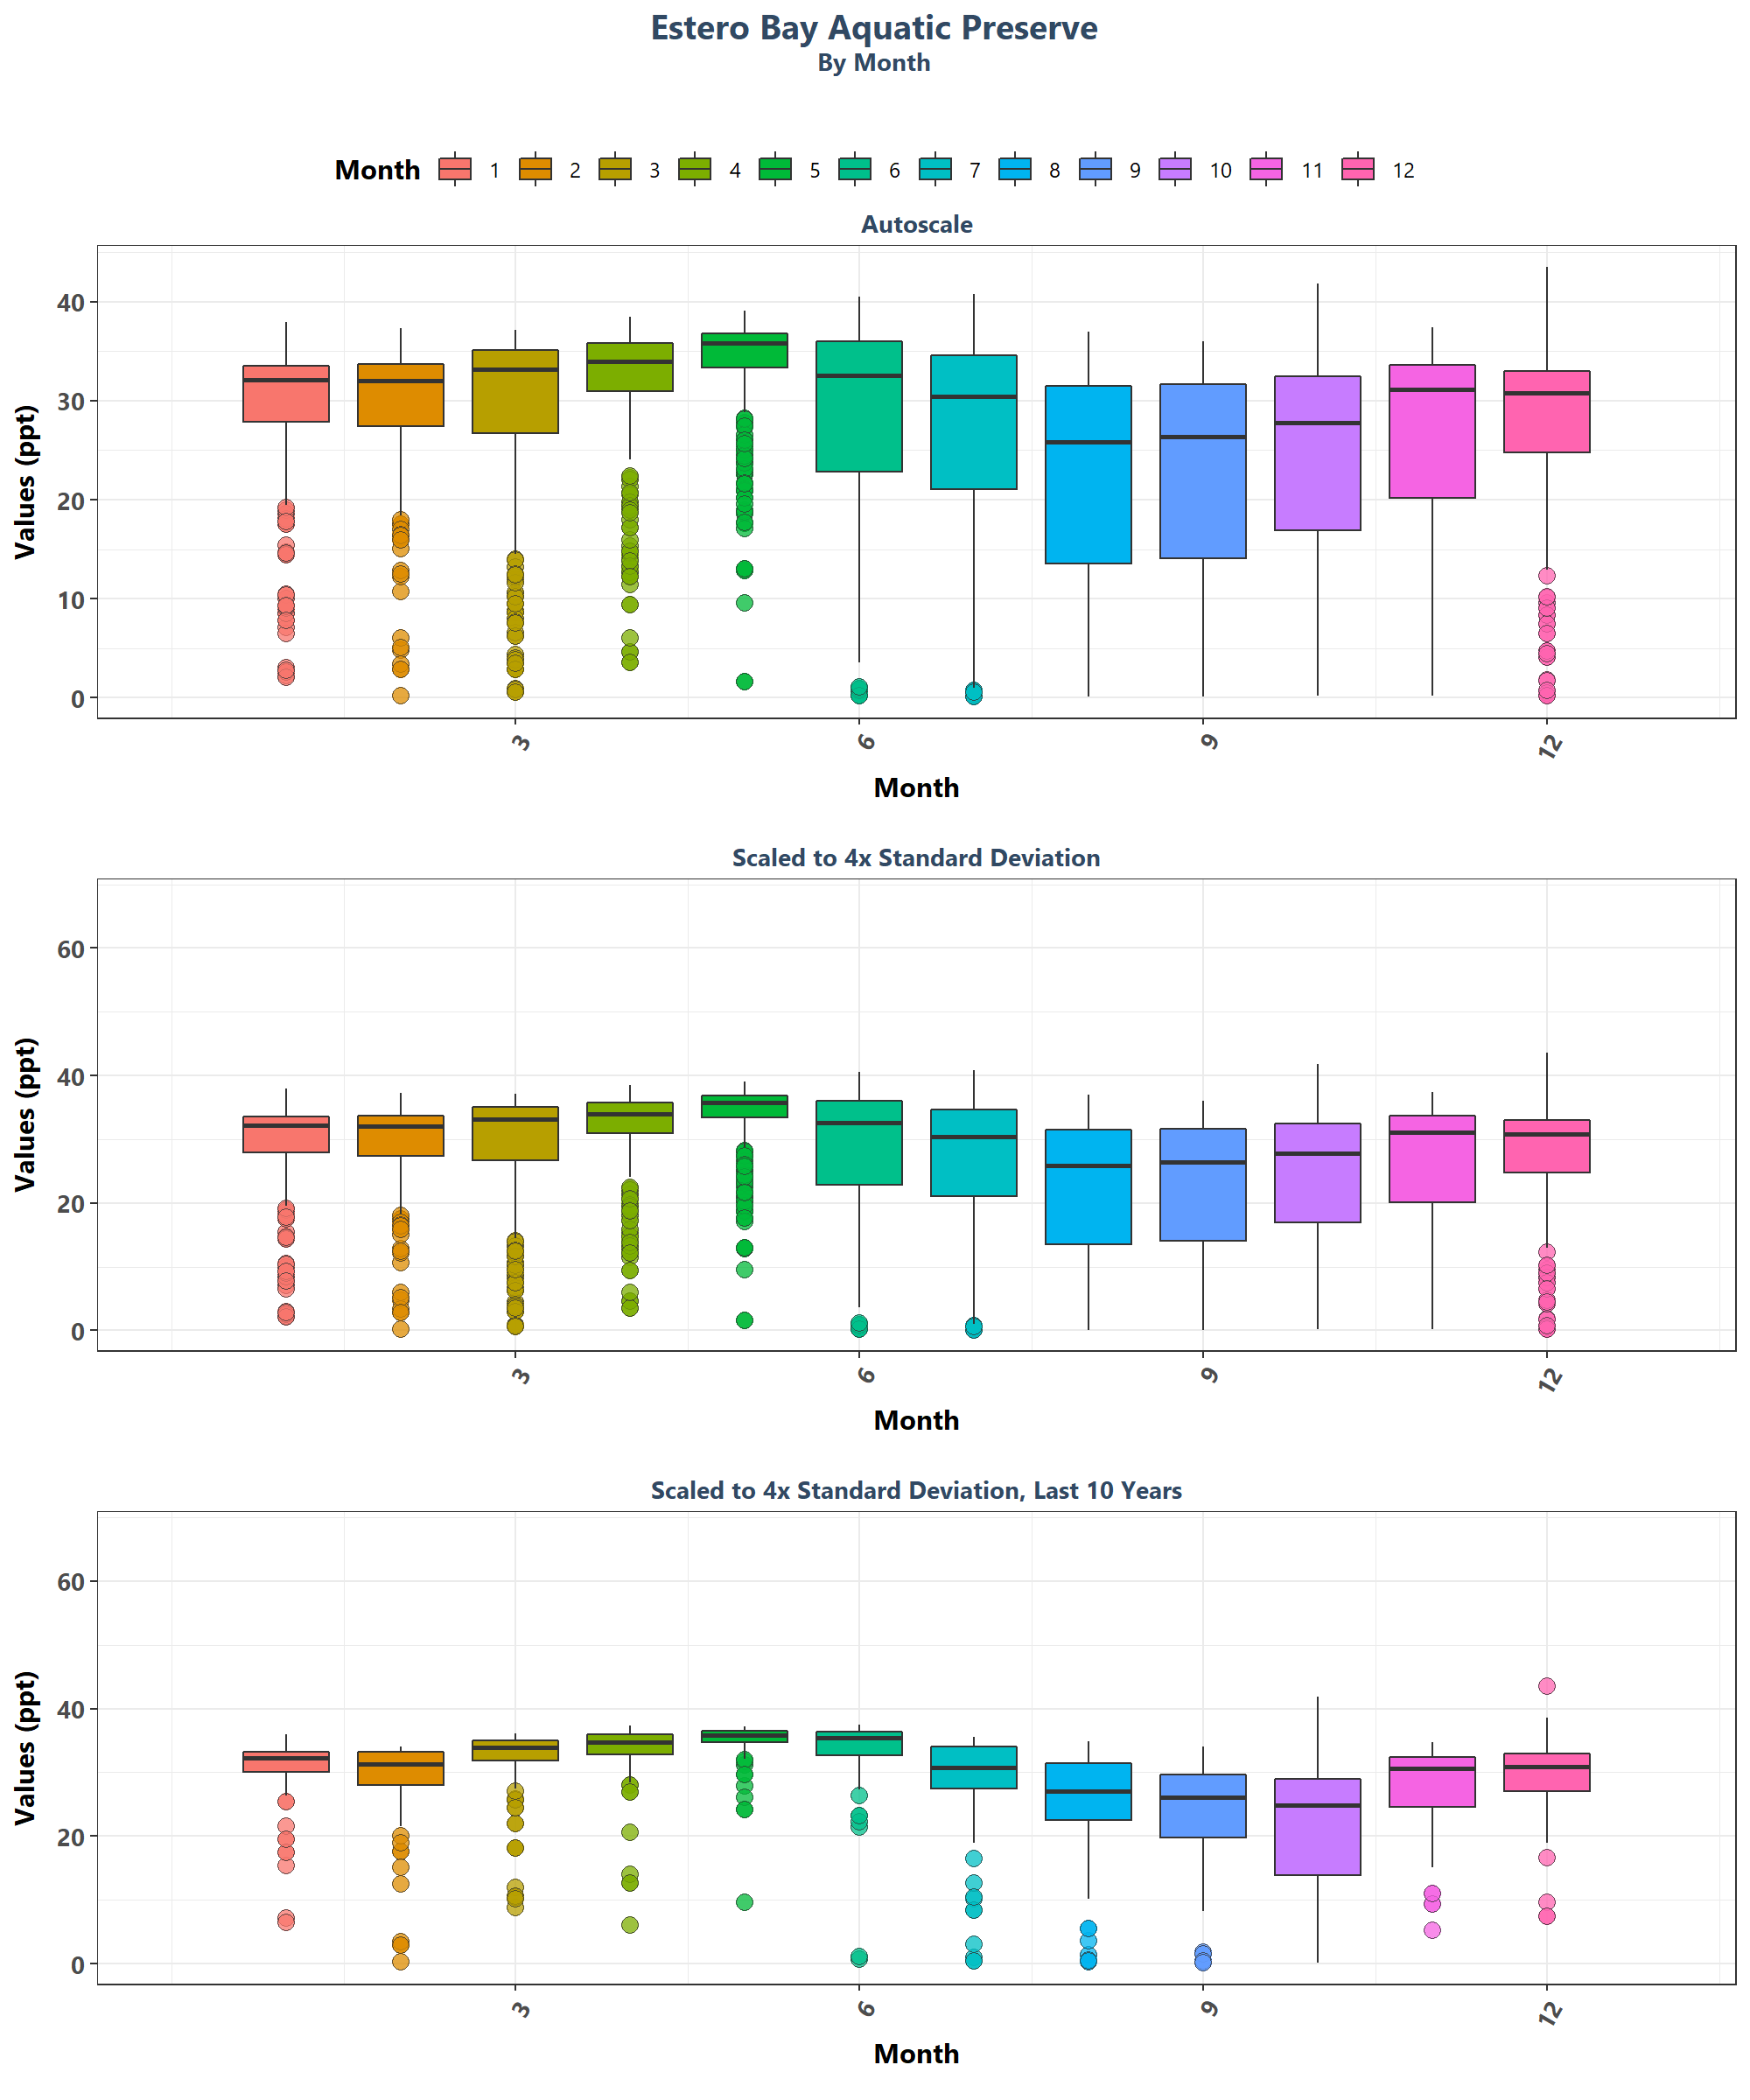 Estero Bay Aquatic Preserve
By Month
Month 1 2 3 4 5 6 7 8 9 10 11 12
Autoscale
Values (ppt)
40
30
20
10
0
3 6 9 12
Month
Scaled to 4x Standard Deviation
Values (ppt)
60
40
20
0
3 6 9 12
Month
Scaled to 4x Standard Deviation, Last 10 Years
Values (ppt)
60
40
20
0
3 6 9 12
Month